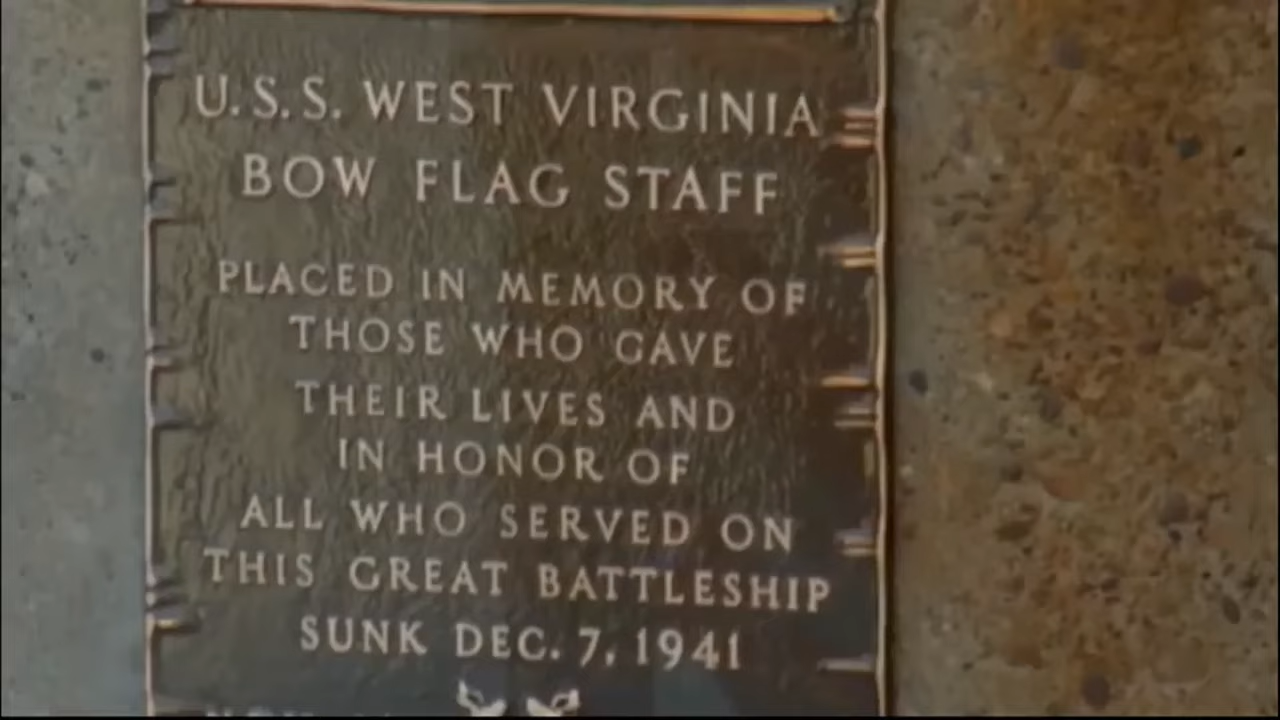 U.S.S. WEST VIRGINIA
BOW FLAG STAFF
PLACED IN MEMORY OF
THOSE WHO GAVE
THEIR LIVES AND
IN HONOR OF
ALL WHO SERVED ON
THIS GREAT BATTLESHIP
SUNK DEC. 7, 1941